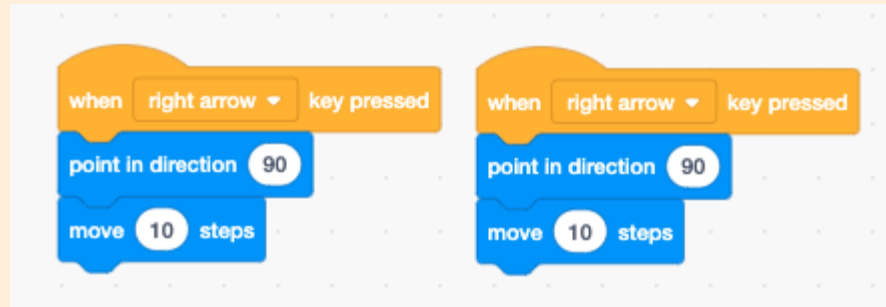 when right arrow key pressed
point in direction 90
move 10 steps
when right arrow key pressed
point in direction 90
move 10 steps